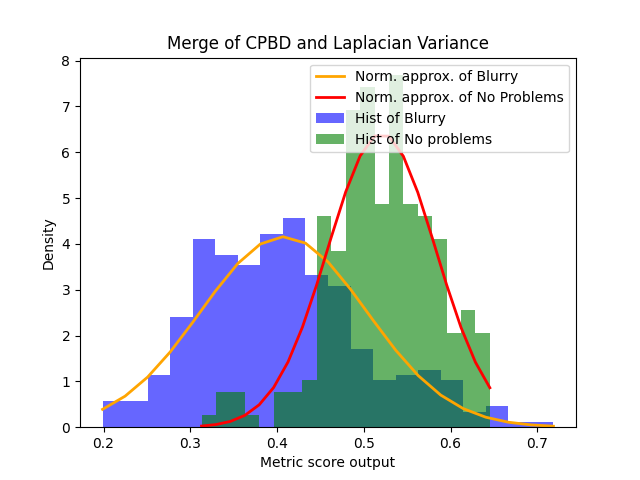 Merge of CPBD and Laplacian Variance
Norm. approx. of Blurry
Norm. approx. of No Problems
Hist of Blurry
Hist of No problems
8
7
6
5
4
3
2
1
0
Density
0.2 0.3 0.4 0.5 0.6 0.7
Metric score output